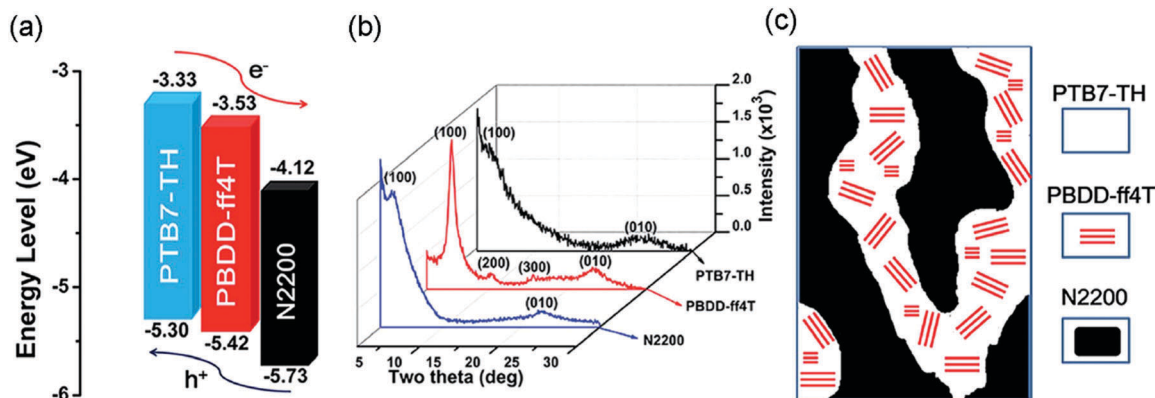 (a)
Energy Level (eV)
-3
-4
-5
-6
-3.33
-3.53
-4.12
e⁻
PTB7-TH
PBDD-ff4T
N2200
-5.30
-5.42
-5.73
h⁺
(b)
2.0
1.5
1.0
0.5
0.0
Intensity (x10³)
(100)
(100)
(100)
(200)
(300)
(010)
(010)
(010)
PTB7-TH
PBDD-ff4T
N2200
5
10
15
20
25
30
Two theta (deg)
(c)
PTB7-TH
PBDD-ff4T
N2200